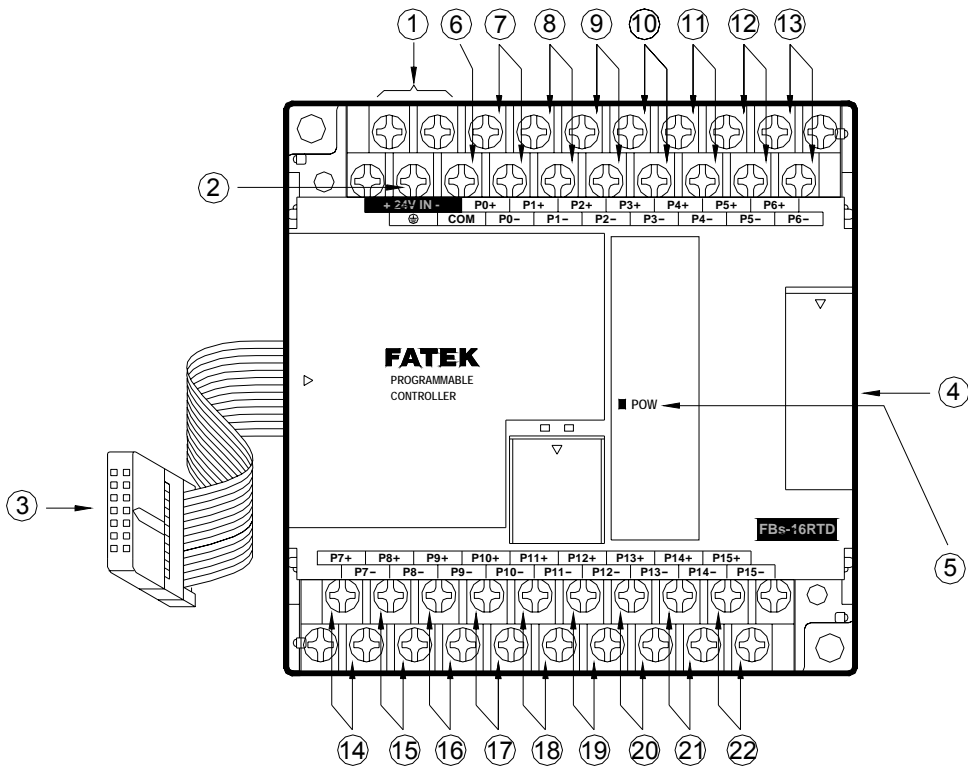 ① ⑥ ⑦ ⑧ ⑨ ⑩ ⑪ ⑫ ⑬
②
+ 24V IN - P0+ P1+ P2+ P3+ P4+ P5+ P6+
COM P0− P1− P2− P3− P4− P5− P6−
FATEK
PROGRAMMABLE
CONTROLLER
POW
④
③
FBs-16RTD
⑤
P7+ P8+ P9+ P10+ P11+ P12+ P13+ P14+ P15+
P7− P8− P9− P10− P11− P12− P13− P14− P15−
⑭ ⑮ ⑯ ⑰ ⑱ ⑲ ⑳ ㉑ ㉒